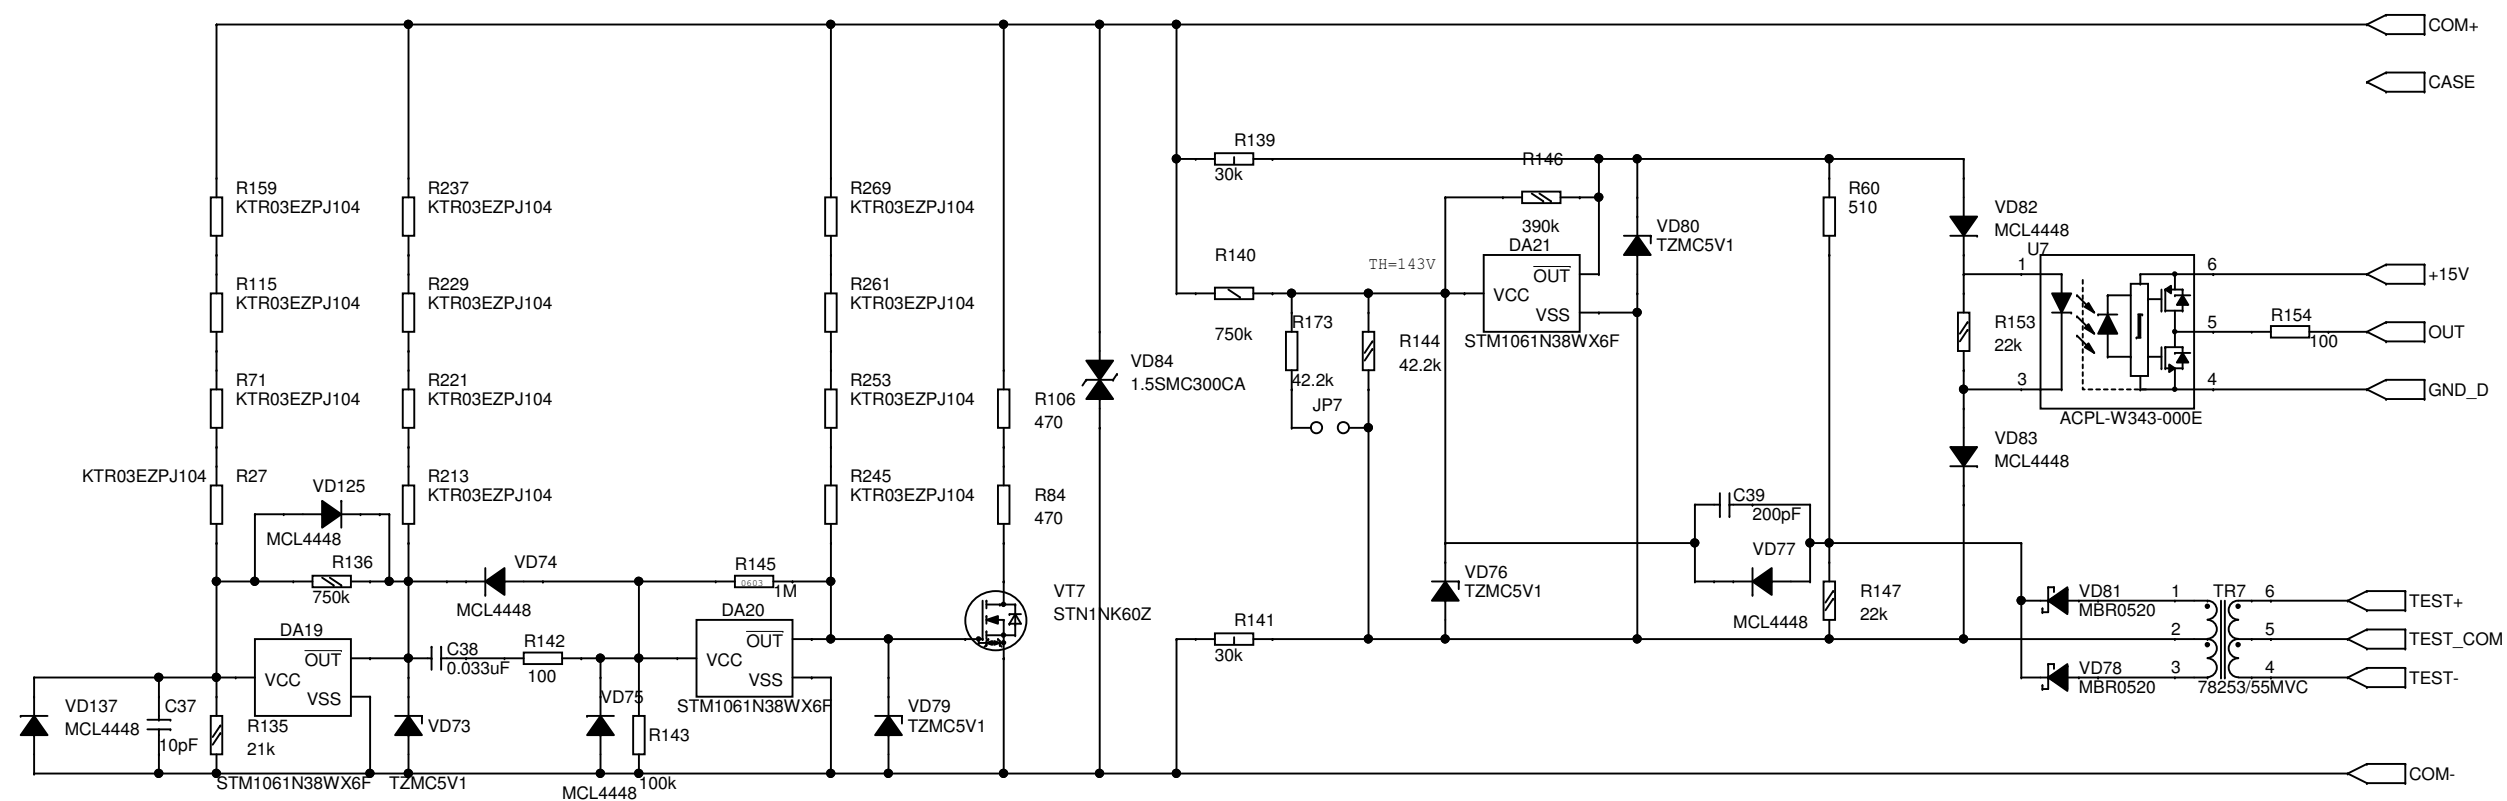 COM+
CASE
R139
30k
R146
390k
R159
KTR03EZPJ104
R237
KTR03EZPJ104
R269
KTR03EZPJ104
R60
510
VD82
MCL4448
VD80
TZMC5V1
DA21
OUT
VCC
VSS
STM1061N38WX6F
R140
750k
TH=143V
U7
1
6
+15V
R115
KTR03EZPJ104
R229
KTR03EZPJ104
R261
KTR03EZPJ104
R173
42.2k
R144
42.2k
R153
22k
5
R154
100
OUT
VD84
1.5SMC300CA
3
4
GND_D
ACPL-W343-000E
R71
KTR03EZPJ104
R221
KTR03EZPJ104
R253
KTR03EZPJ104
R106
470
JP7
VD83
MCL4448
KTR03EZPJ104
R27
VD125
MCL4448
R213
KTR03EZPJ104
R245
KTR03EZPJ104
R84
470
C39
200pF
VD77
MCL4448
R136
750k
VD74
MCL4448
R145
0603
1M
VT7
STN1NK60Z
VD76
TZMC5V1
R147
22k
VD81
MBR0520
1
TR7
6
TEST+
2
5
TEST_COM
VD78
MBR0520
3
4
TEST-
78253/55MVC
DA19
OUT
VCC
VSS
STM1061N38WX6F
C38
0.033uF
R142
100
DA20
OUT
VCC
VSS
STM1061N38WX6F
R141
30k
VD137
MCL4448
C37
10pF
R135
21k
VD73
TZMC5V1
VD75
MCL4448
R143
100k
VD79
TZMC5V1
COM-